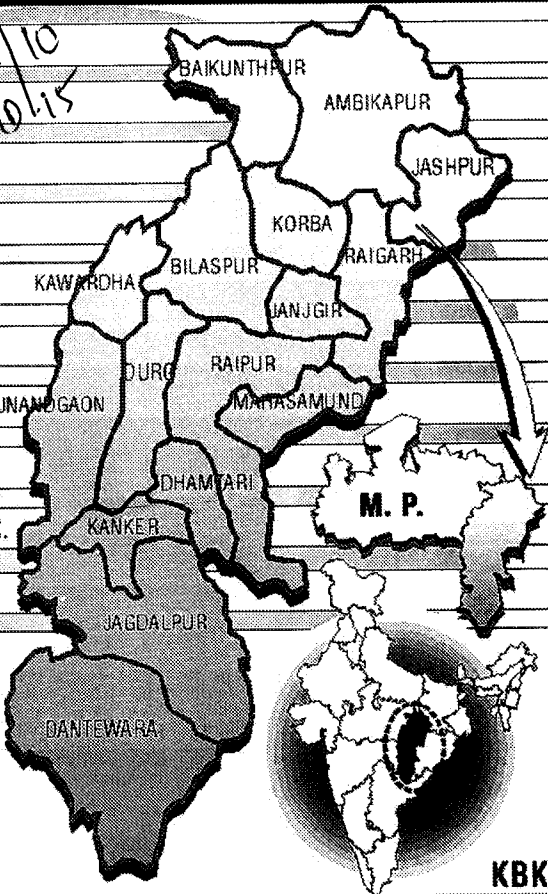 /10
10.15
BAIKUNTHPUR
AMBIKAPUR
JASHPUR
KORBA
RAIGARH
BILASPUR
KAWARDHA
JANJGIR
DURG
RAIPUR
UNANDGAON
MAHASAMUND
DHAMTARI
M. P.
KANKER
JAGDALPUR
DANTEWARA
KBK